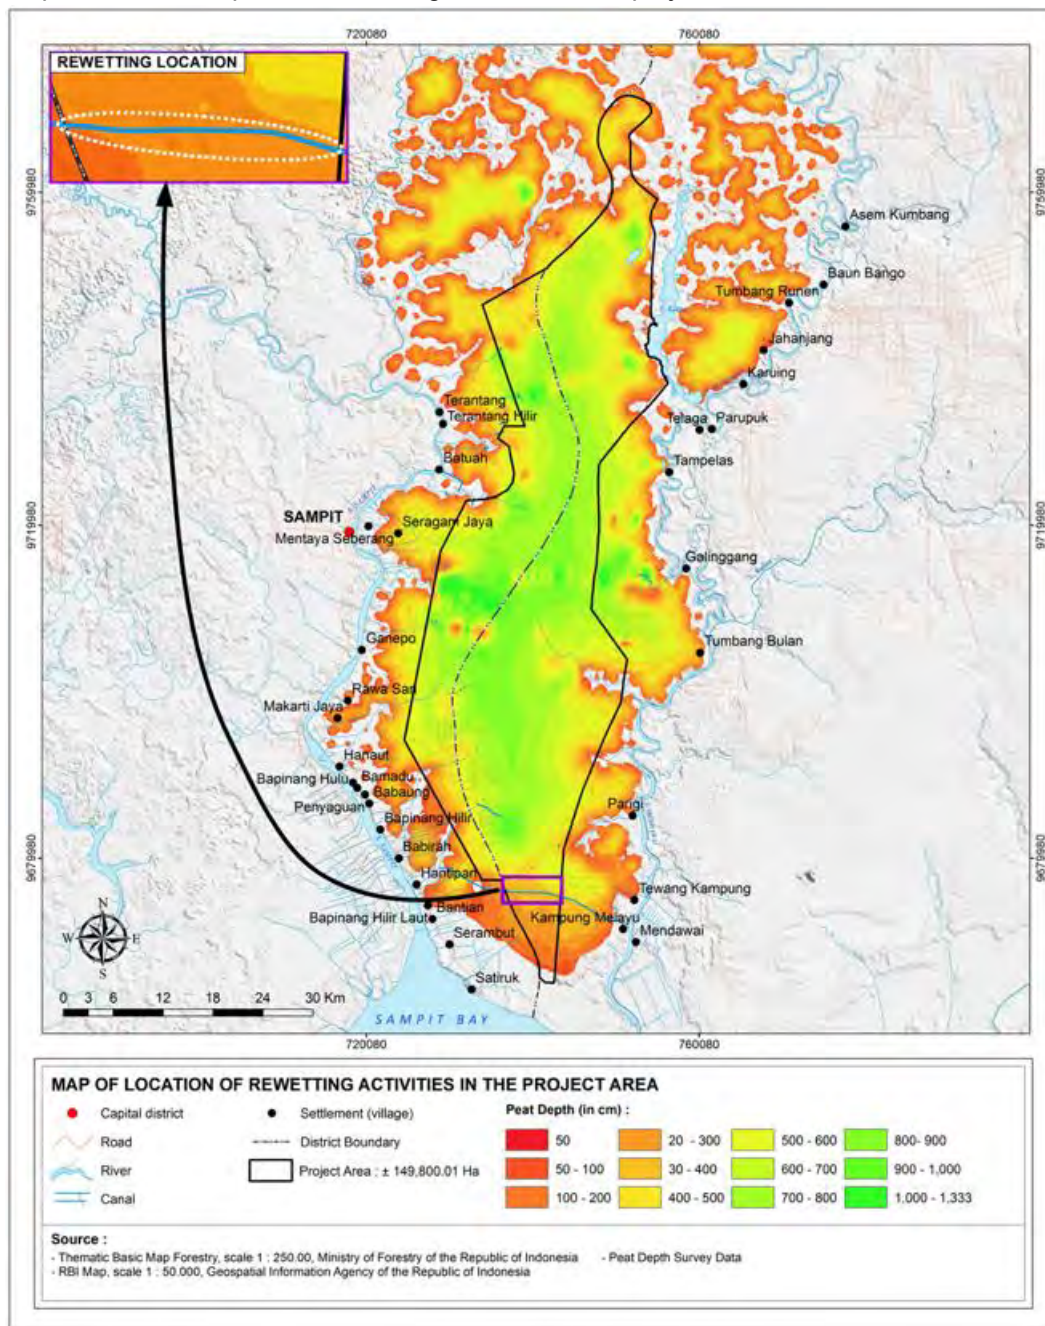 720080
760080
REWETTING LOCATION
9759980
9759980
Asem Kumbang
Baun Bango
Tumbang Runen
Jahanjang
Karuing
Terantang
Terantang Hilir
Telaga
Parupuk
Batuah
Tampelas
SAMPIT
Seragam Jaya
Mentaya Seberang
9719980
9719980
Galinggang
Ganepo
Tumbang Bulan
Rawa Sari
Makarti Jaya
Hanaut
Bapinang Hulu
Bamadu
Babaung
Penyaguan
Parigi
Bapinang Hilir
Babirah
9679980
9679980
Hantipan
Tewang Kampung
Bantian
Bapinang Hilir Laut
Kampung Melayu
Mendawai
Serambut
N
W
E
S
Satiruk
0 3 6 12 18 24 30 Km
SAMPIT BAY
720080
760080
MAP OF LOCATION OF REWETTING ACTIVITIES IN THE PROJECT AREA
Capital district
Settlement (village)
Peat Depth (in cm) :
Road
District Boundary
50
20 - 300
500 - 600
800- 900
River
Project Area : ± 149,800.01 Ha
50 - 100
30 - 400
600 - 700
900 - 1,000
Canal
100 - 200
400 - 500
700 - 800
1,000 - 1,333
Source :
- Thematic Basic Map Forestry, scale 1 : 250.00, Ministry of Forestry of the Republic of Indonesia - Peat Depth Survey Data
- RBI Map, scale 1 : 50.000, Geospatial Information Agency of the Republic of Indonesia